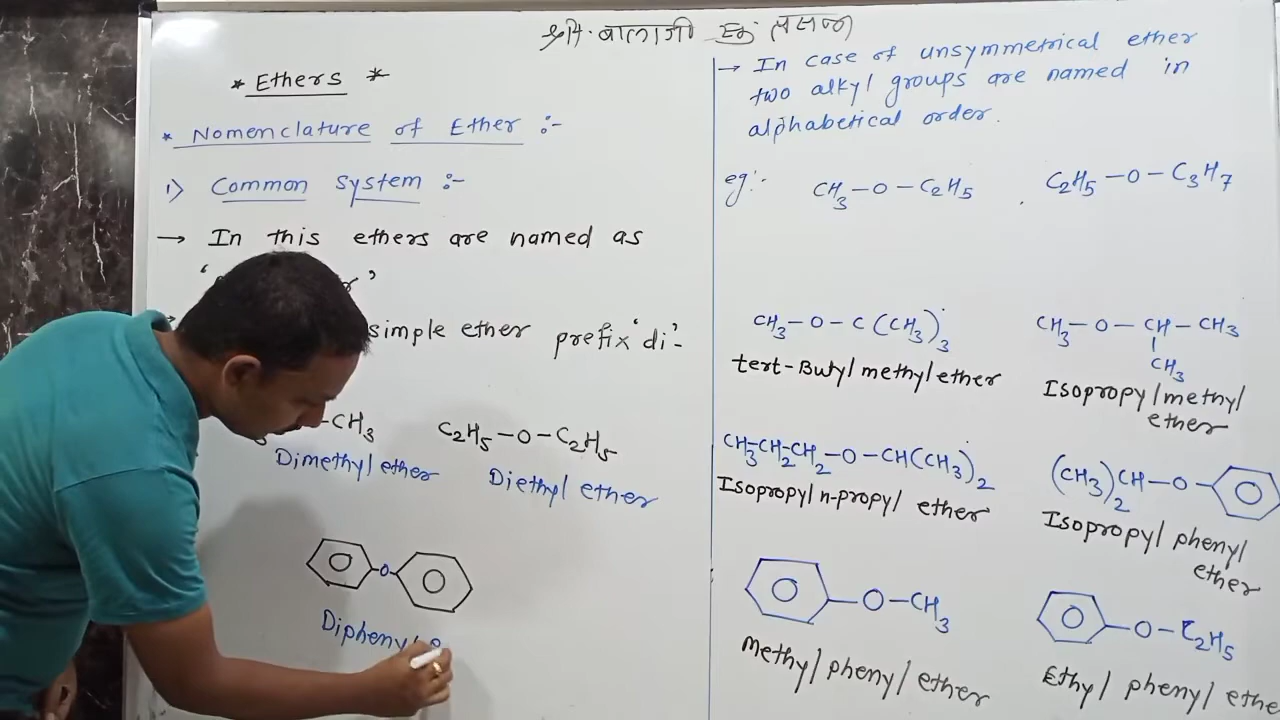 श्री. बालाजी
* Ethers *
* Nomenclature of Ether :-
1) Common system :-
→ In this ethers are named as
simple ether prefix 'di'-
-CH3
C2H5-O-C2H5
Dimethyl ether
Diethyl ether
-O-
Diphenyl e
→ In case of unsymmetrical ether
two alkyl groups are named in
alphabetical order.
eg:- CH3-O-C2H5 , C2H5-O-C3H7
CH3-O-C(CH3)3
tert-Butyl methyl ether
CH3-O-CH-CH3
CH3
Isopropyl methyl
ether
CH3-CH2-CH2-O-CH(CH3)2
Isopropyl n-propyl ether
(CH3)2CH-O-
Isopropyl phenyl
ether
-O-CH3
Methyl phenyl ether
-O-C2H5
Ethyl phenyl ethe